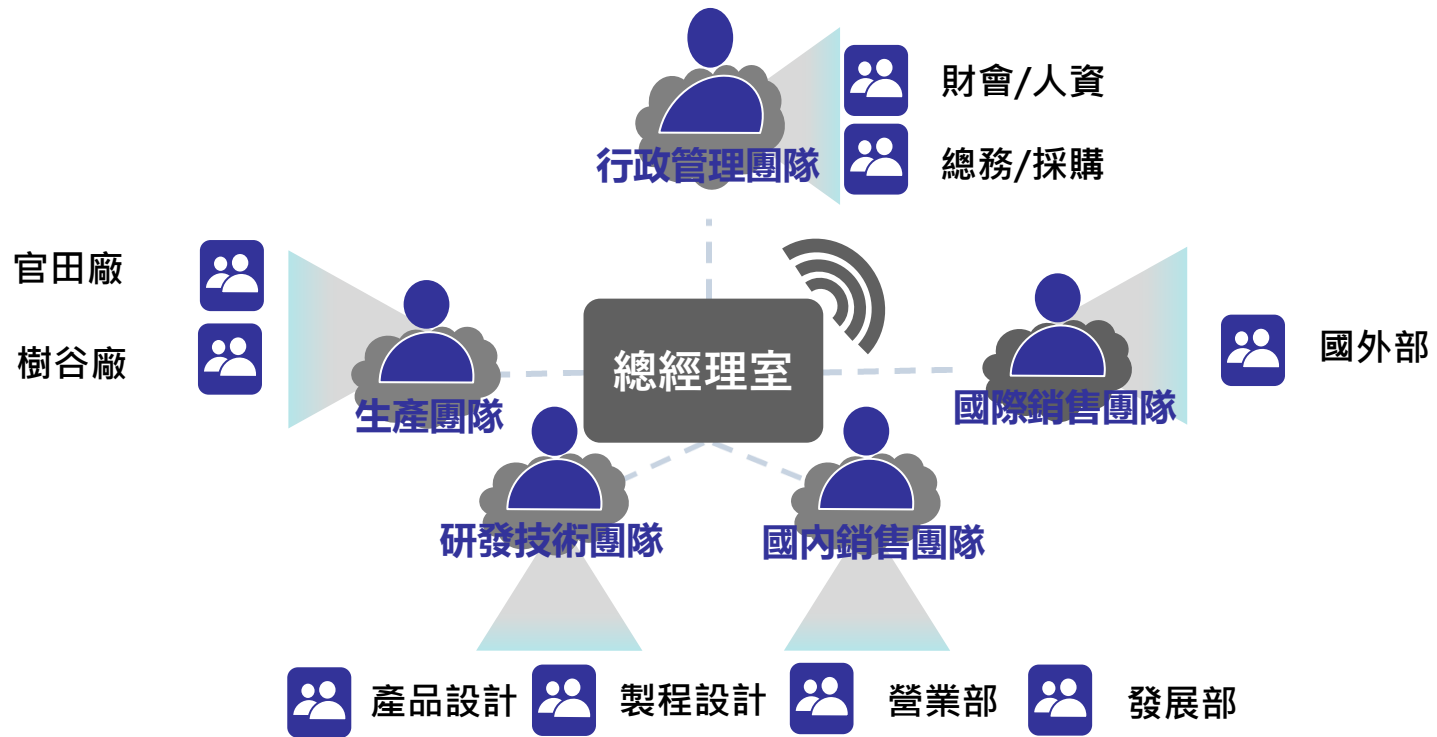 財會/人資
總務/採購
行政管理團隊
官田廠
樹谷廠
生產團隊
總經理室
國際銷售團隊
國外部
研發技術團隊
國內銷售團隊
產品設計
製程設計
營業部
發展部